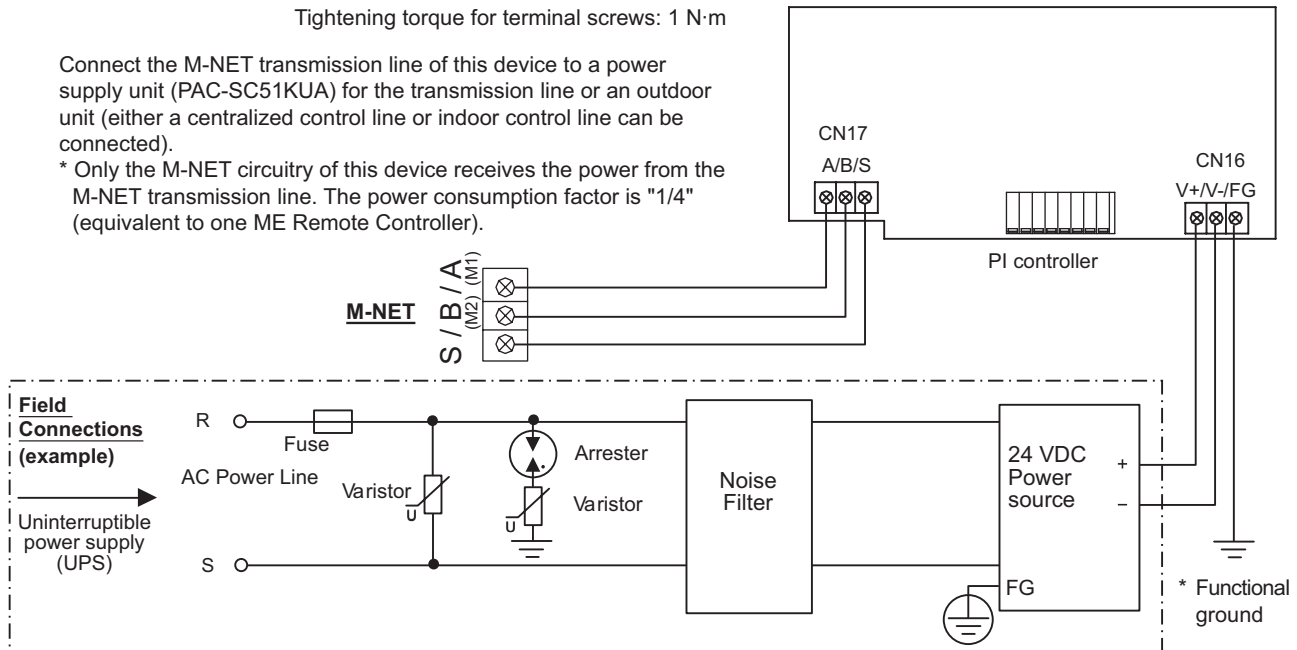 Tightening torque for terminal screws: 1 N·m
Connect the M-NET transmission line of this device to a power
supply unit (PAC-SC51KUA) for the transmission line or an outdoor
unit (either a centralized control line or indoor control line can be
connected).
* Only the M-NET circuitry of this device receives the power from the
M-NET transmission line. The power consumption factor is "1/4"
(equivalent to one ME Remote Controller).
CN17
A/B/S
CN16
V+/V-/FG
PI controller
M-NET
S / B / A
(M2)
(M1)
Field
Connections
(example)
Uninterruptible
power supply
(UPS)
R
Fuse
AC Power Line
S
Varistor
U
Arrester
Varistor
U
Noise
Filter
24 VDC
Power
source
+
−
FG
* Functional
ground